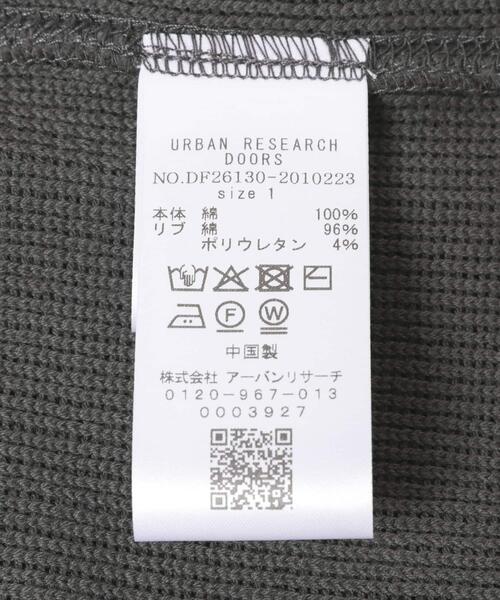 URBAN RESEARCH
DOORS
NO.DF26130-2010223
size 1
本体 綿 100%
リブ 綿 96%
ポリウレタン 4%
F W
中国製
株式会社 アーバンリサーチ
0120-967-013
0003927